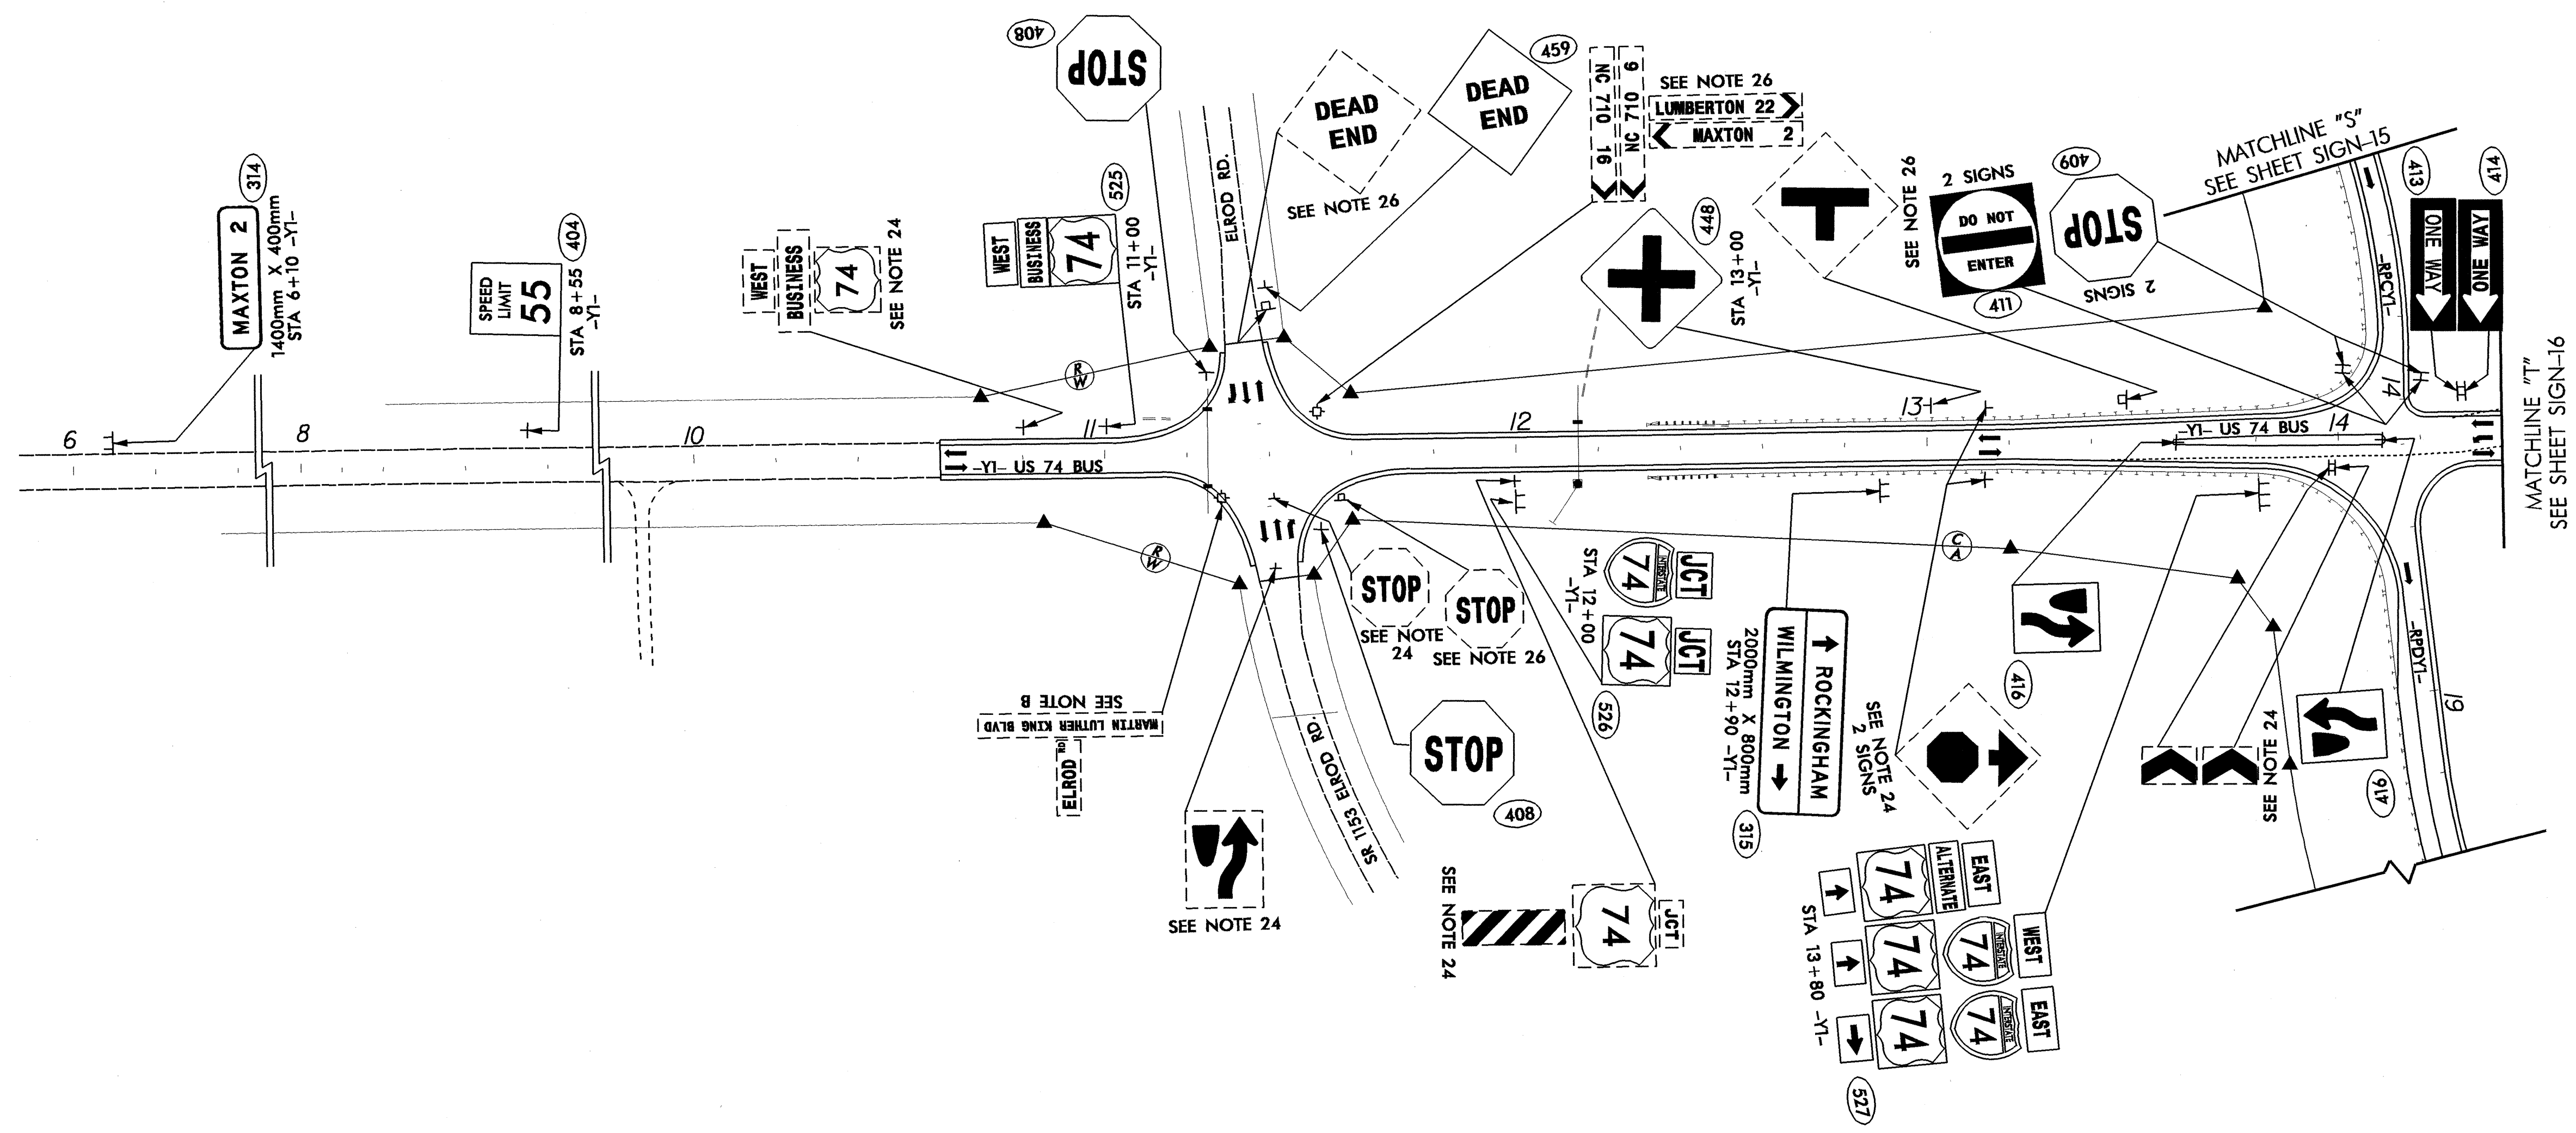 314
MAXTON 2
1400mm X 400mm
STA 6+10 -Y1-
404
SPEED
LIMIT
55
STA 8+55
-Y1-
WEST
BUSINESS
74
SEE NOTE 24
525
WEST
BUSINESS
74
STA 11+00
-Y1-
408
STOP
ELROD RD.
DEAD
END
SEE NOTE 26
459
DEAD
END
NC 710 16
NC 710 6
SEE NOTE 26
LUMBERTON 22
MAXTON 2
448
STA 13+00
-Y1-
SEE NOTE 26
2 SIGNS
DO NOT
ENTER
411
409
STOP
2 SIGNS
MATCHLINE "S"
SEE SHEET SIGN-15
413
414
ONE WAY
ONE WAY
-RPCY1-
14
MATCHLINE "T"
SEE SHEET SIGN-16
R
W
6
8
10
11
12
13
14
-Y1- US 74 BUS
-Y1- US 74 BUS
R
W
C
A
STOP
SEE NOTE
24
STOP
SEE NOTE 26
STOP
408
SEE NOTE B
MARTIN LUTHER KING BLVD
ELROD RD
SEE NOTE 24
SR 1153 ELROD RD.
JCT
INTERSTATE
74
JCT
74
STA 12+00
-Y1-
526
JCT
74
SEE NOTE 24
ROCKINGHAM
WILMINGTON
2000mm X 800mm
STA 12+90 -Y1-
315
SEE NOTE 24
2 SIGNS
416
EAST
ALTERNATE
74
WEST
INTERSTATE
74
74
EAST
INTERSTATE
74
74
STA 13+80 -Y1-
527
SEE NOTE 24
416
-RPDY1-
19